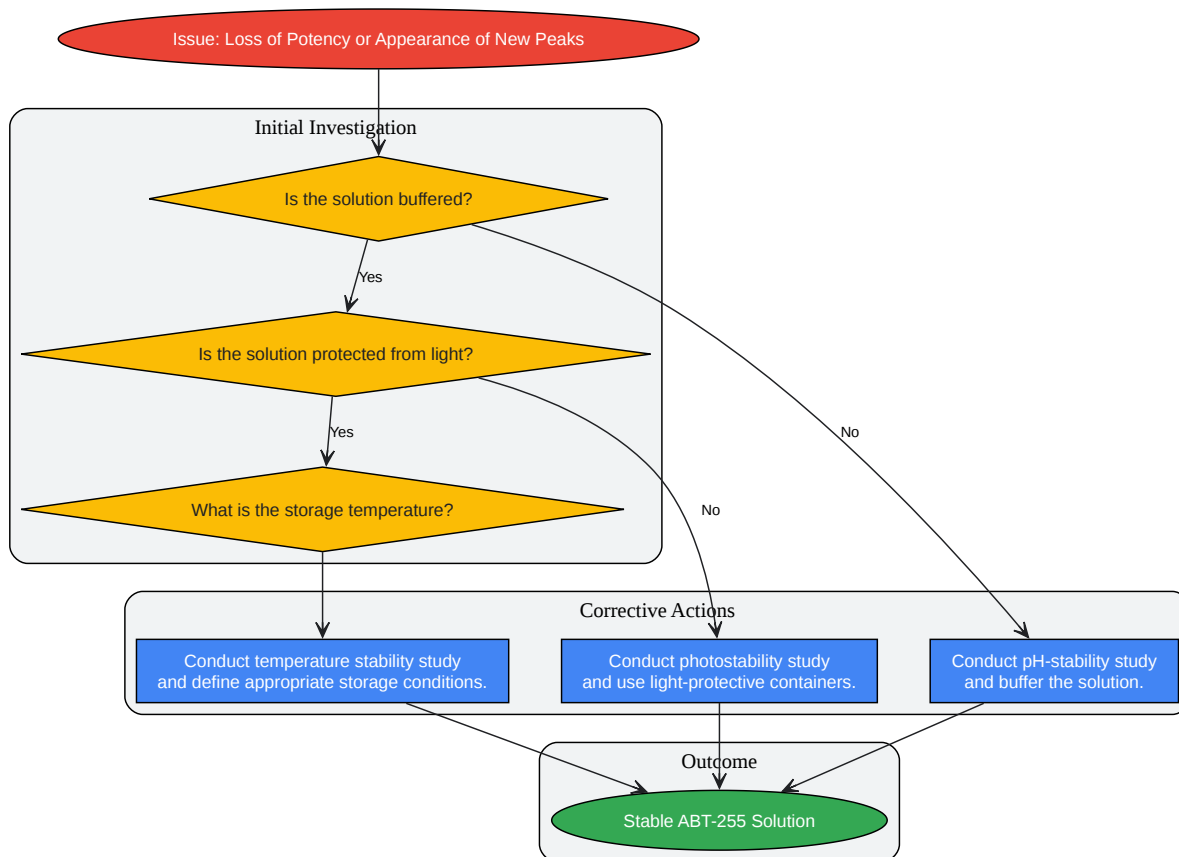 Issue: Loss of Potency or Appearance of New Peaks
Initial Investigation
Is the solution buffered?
Yes
Is the solution protected from light?
Yes
No
What is the storage temperature?
No
Corrective Actions
Conduct temperature stability study
and define appropriate storage conditions.
Conduct photostability study
and use light-protective containers.
Conduct pH-stability study
and buffer the solution.
Outcome
Stable ABT-255 Solution